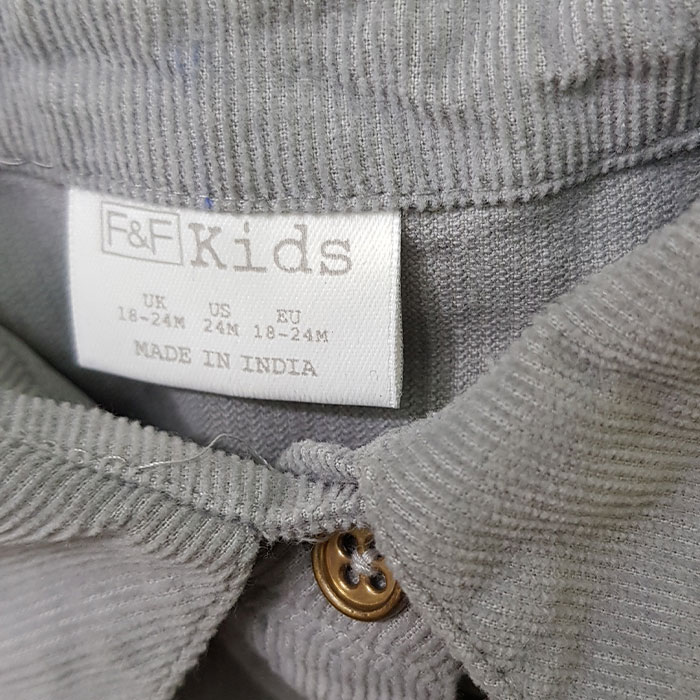 F&F Kids
UK US EU
18-24M 24M 18-24M
MADE IN INDIA